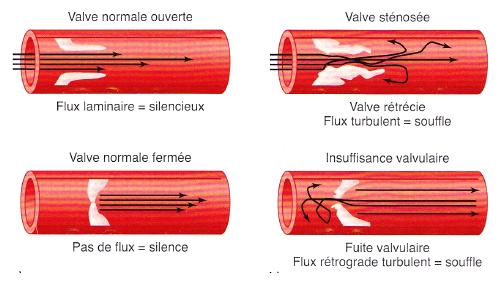 Valve normale ouverte
Flux laminaire = silencieux
Valve sténosée
Valve rétrécie
Flux turbulent = souffle
Valve normale fermée
Pas de flux = silence
Insuffisance valvulaire
Fuite valvulaire
Flux rétrograde turbulent = souffle